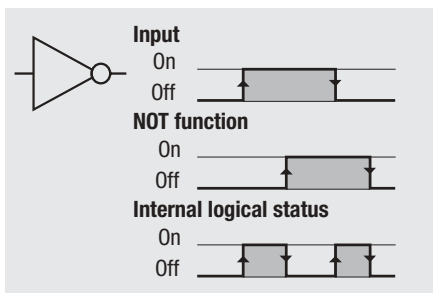 Input
On
Off
NOT function
On
Off
Internal logical status
On
Off